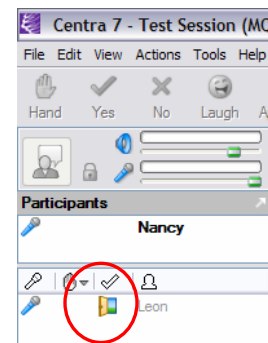 Centra 7 - Test Session (MC
File Edit View Actions Tools Help
Hand Yes No Laugh A
Participants
Nancy
Leon